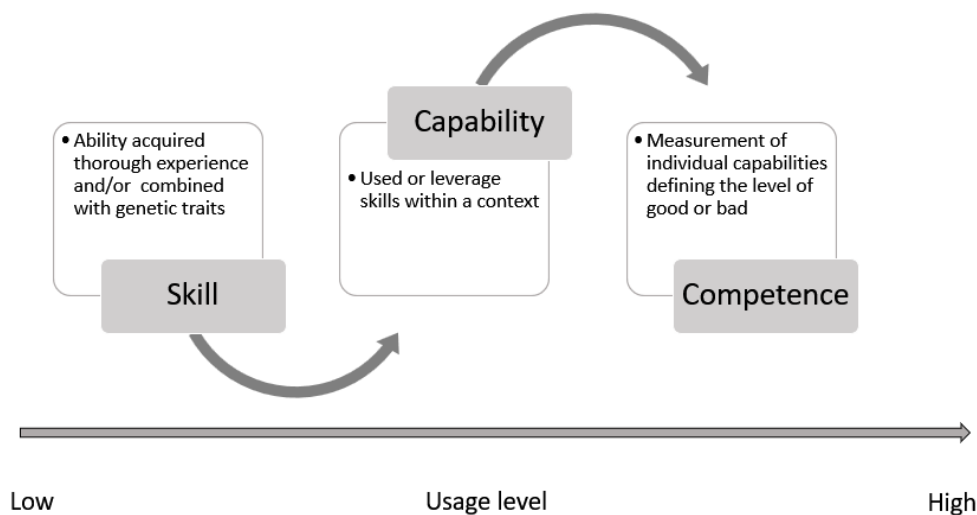 • Ability acquired
thorough experience
and/or combined
with genetic traits
Skill
Capability
• Used or leverage
skills within a context
• Measurement of
individual capabilities
defining the level of
good or bad
Competence
Low
Usage level
High